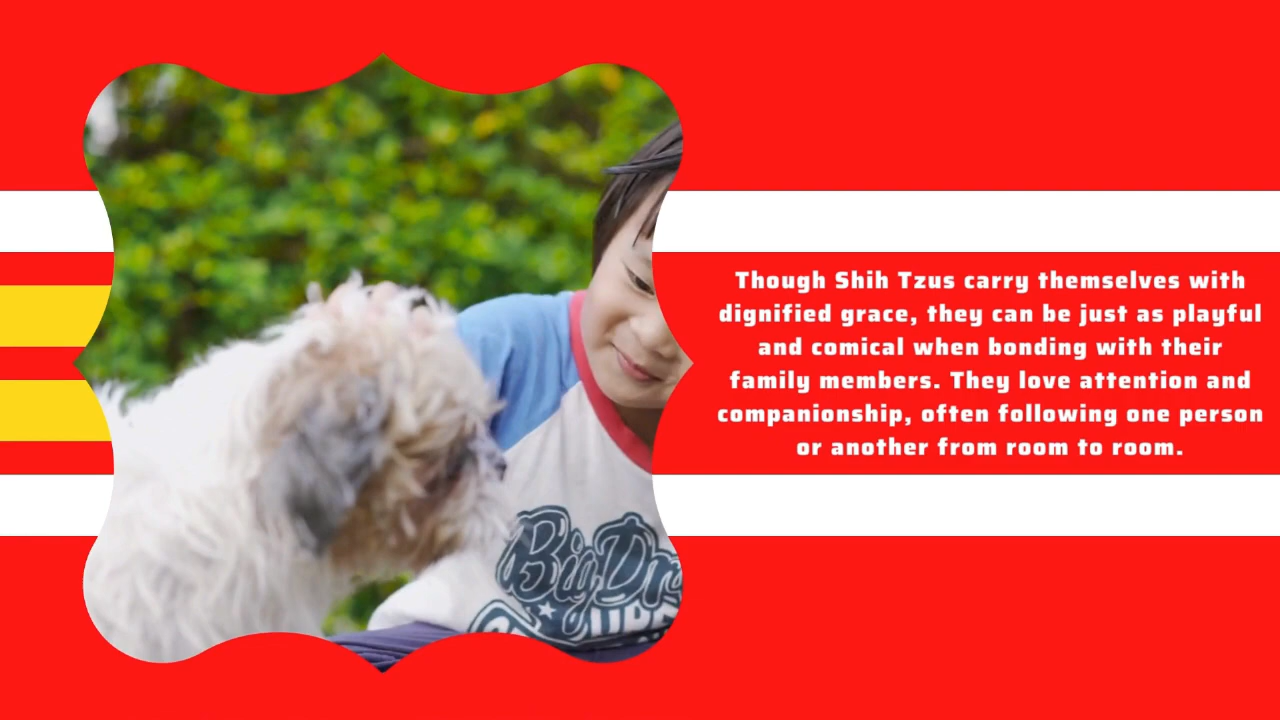 Though Shih Tzus carry themselves with
dignified grace, they can be just as playful
and comical when bonding with their
family members. They love attention and
companionship, often following one person
or another from room to room.
Big